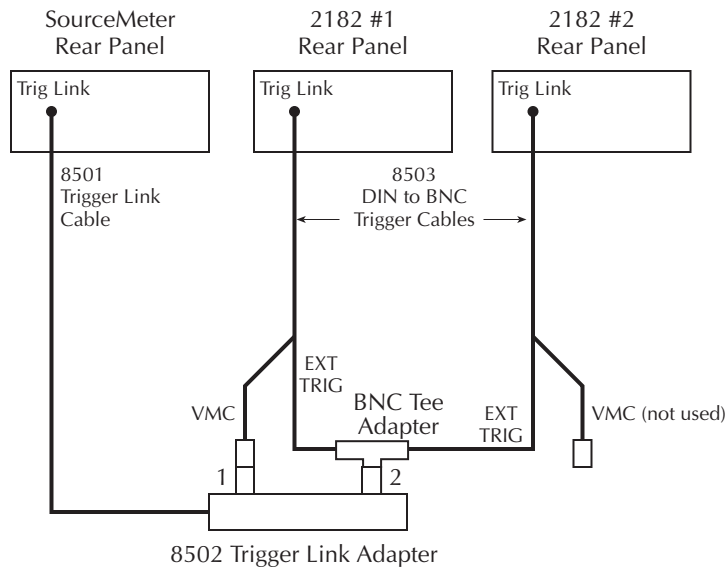 SourceMeter
Rear Panel
2182 #1
Rear Panel
2182 #2
Rear Panel
Trig Link
Trig Link
Trig Link
8501
Trigger Link
Cable
8503
DIN to BNC
Trigger Cables
EXT
TRIG
VMC
BNC Tee
Adapter
EXT
TRIG
VMC (not used)
1
2
8502 Trigger Link Adapter